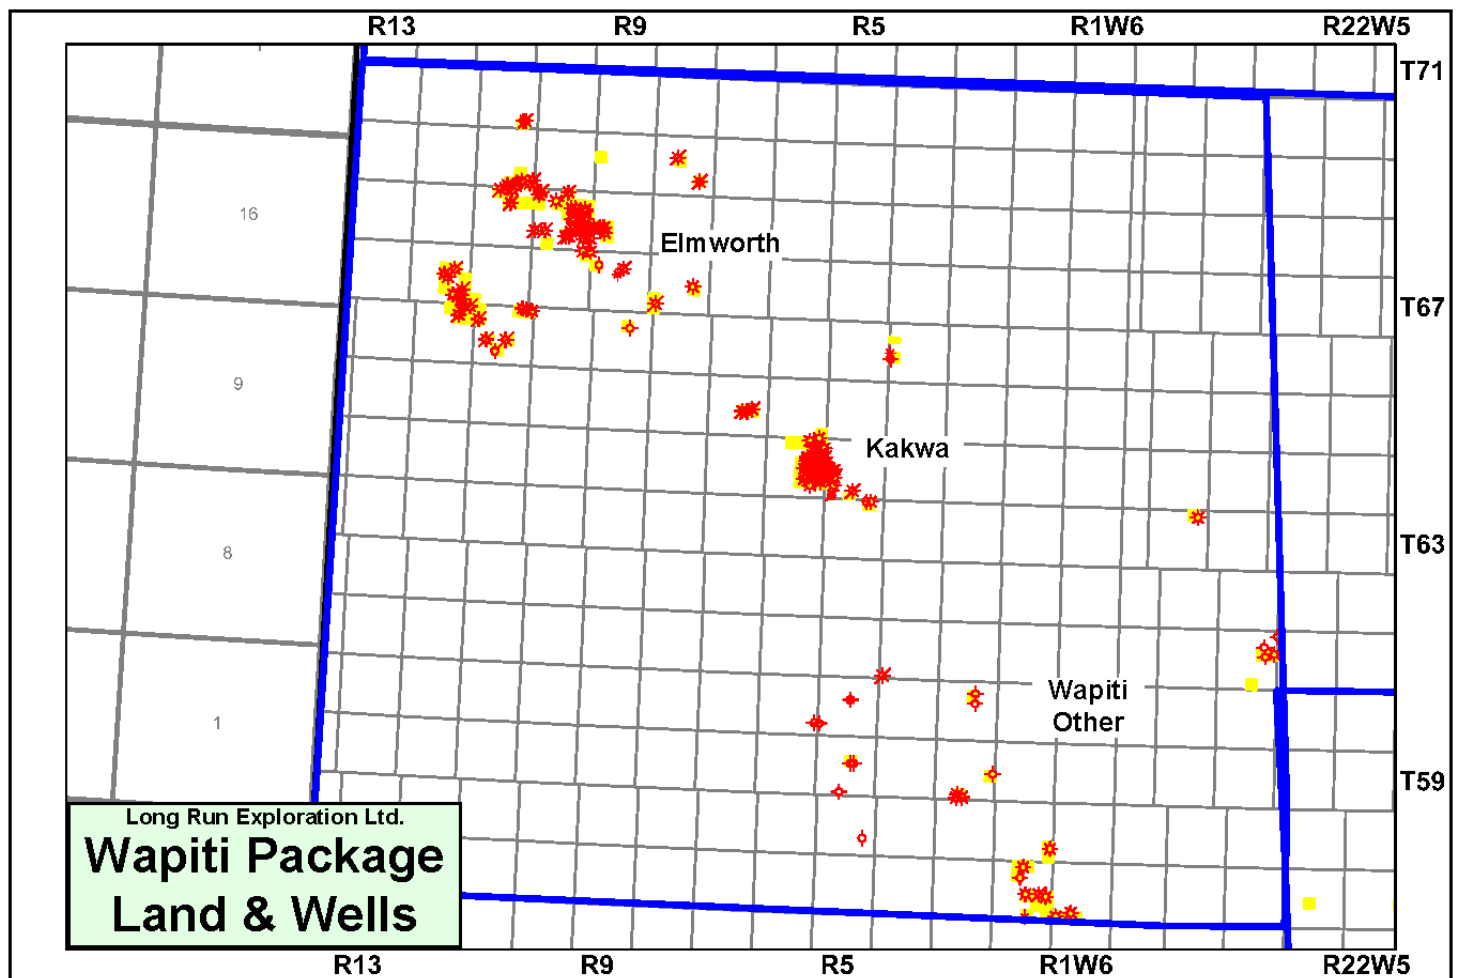 R13 R9 R5 R1W6 R22W5
T71
16
Elmworth
T67
9
Kakwa
T63
8
Wapiti
Other
1
T59
Long Run Exploration Ltd.
Wapiti Package
Land & Wells
R13 R9 R5 R1W6 R22W5